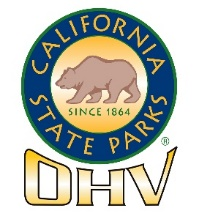 CALIFORNIA
SINCE 1864
STATE PARKS
®
OHV